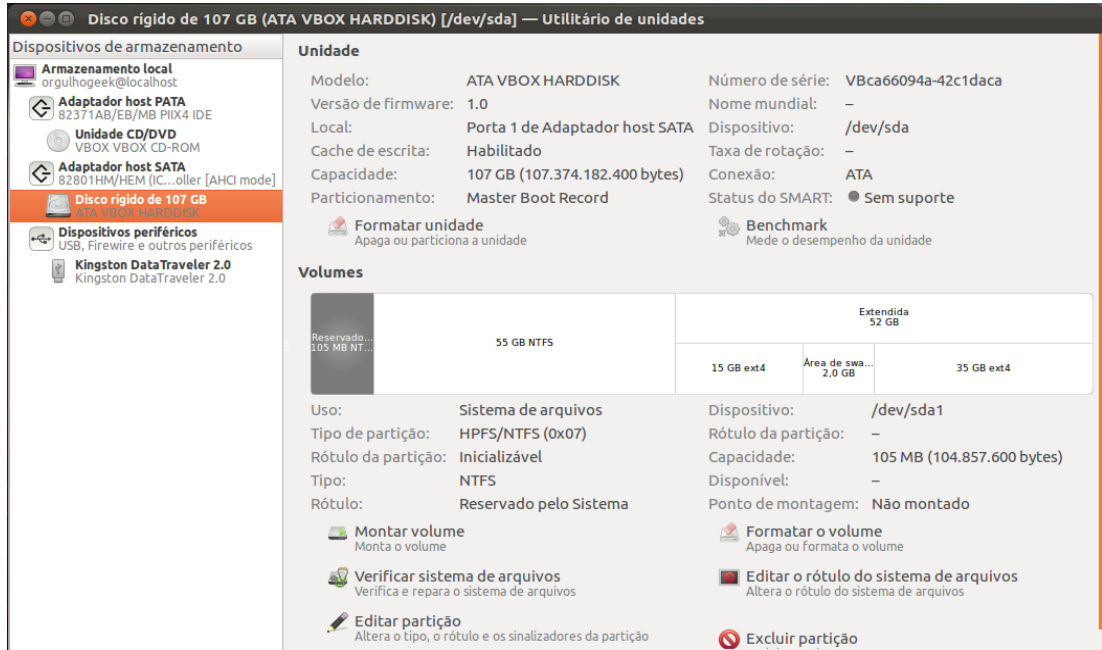 Disco rígido de 107 GB (ATA VBOX HARDDISK) [/dev/sda] — Utilitário de unidades
Dispositivos de armazenamento
Armazenamento local
orgulhogeek@localhost
Adaptador host PATA
82371AB/EB/MB PIIX4 IDE
Unidade CD/DVD
VBOX VBOX CD-ROM
Adaptador host SATA
82801HM/HEM (IC...oller [AHCI mode]
Disco rígido de 107 GB
ATA VBOX HARDDISK
Dispositivos periféricos
USB, Firewire e outros periféricos
Kingston DataTraveler 2.0
Kingston DataTraveler 2.0
Unidade
Modelo: ATA VBOX HARDDISK Número de série: VBca66094a-42c1daca
Versão de firmware: 1.0 Nome mundial: –
Local: Porta 1 de Adaptador host SATA Dispositivo: /dev/sda
Cache de escrita: Habilitado Taxa de rotação: –
Capacidade: 107 GB (107.374.182.400 bytes) Conexão: ATA
Particionamento: Master Boot Record Status do SMART: Sem suporte
Formatar unidade Benchmark
Apaga ou particiona a unidade Mede o desempenho da unidade
Volumes
Reservado...
105 MB NT...
55 GB NTFS
Extendida
52 GB
15 GB ext4
Área de swa...
2,0 GB
35 GB ext4
Uso: Sistema de arquivos Dispositivo: /dev/sda1
Tipo de partição: HPFS/NTFS (0x07) Rótulo da partição: –
Rótulo da partição: Inicializável Capacidade: 105 MB (104.857.600 bytes)
Tipo: NTFS Disponível: –
Rótulo: Reservado pelo Sistema Ponto de montagem: Não montado
Montar volume Formatar o volume
Monta o volume Apaga ou formata o volume
Verificar sistema de arquivos Editar o rótulo do sistema de arquivos
Verifica e repara o sistema de arquivos Altera o rótulo do sistema de arquivos
Editar partição
Altera o tipo, o rótulo e os sinalizadores da partição
Excluir partição